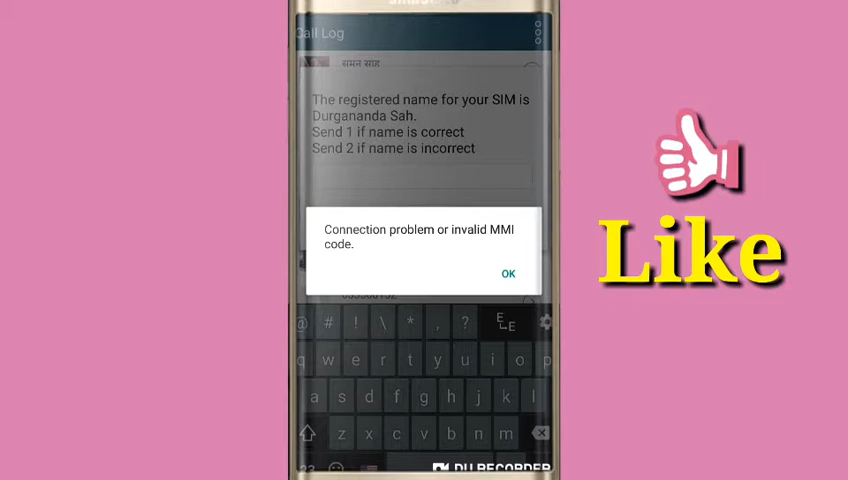 Call Log
सुमन साह
The registered name for your SIM is
Durgananda Sah.
Send 1 if name is correct
Send 2 if name is incorrect
Connection problem or invalid MMI
code.
OK
@ # ! \ * , ?
q w e r t y u i o p
a s d f g h j k l
z x c v b n m
DU RECORDER
Like